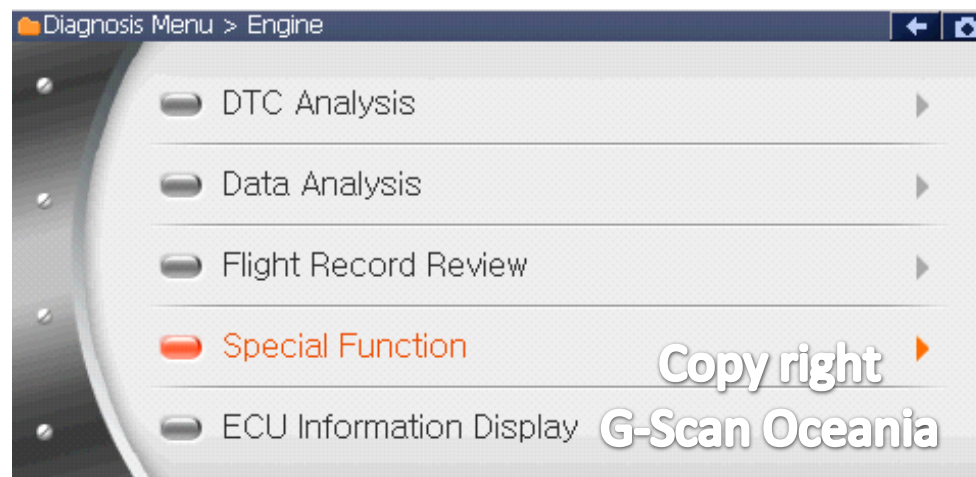 Diagnosis Menu > Engine
DTC Analysis
Data Analysis
Flight Record Review
Special Function
ECU Information Display
Copy right
G-Scan Oceania